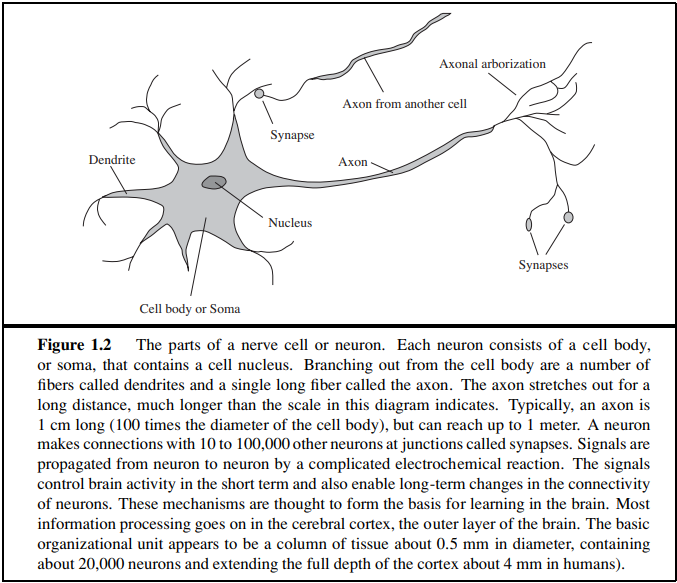 Axonal arborization
Axon from another cell
Synapse
Dendrite
Axon
Nucleus
Synapses
Cell body or Soma
Figure 1.2 The parts of a nerve cell or neuron. Each neuron consists of a cell body,
or soma, that contains a cell nucleus. Branching out from the cell body are a number of
fibers called dendrites and a single long fiber called the axon. The axon stretches out for a
long distance, much longer than the scale in this diagram indicates. Typically, an axon is
1 cm long (100 times the diameter of the cell body), but can reach up to 1 meter. A neuron
makes connections with 10 to 100,000 other neurons at junctions called synapses. Signals are
propagated from neuron to neuron by a complicated electrochemical reaction. The signals
control brain activity in the short term and also enable long-term changes in the connectivity
of neurons. These mechanisms are thought to form the basis for learning in the brain. Most
information processing goes on in the cerebral cortex, the outer layer of the brain. The basic
organizational unit appears to be a column of tissue about 0.5 mm in diameter, containing
about 20,000 neurons and extending the full depth of the cortex about 4 mm in humans).